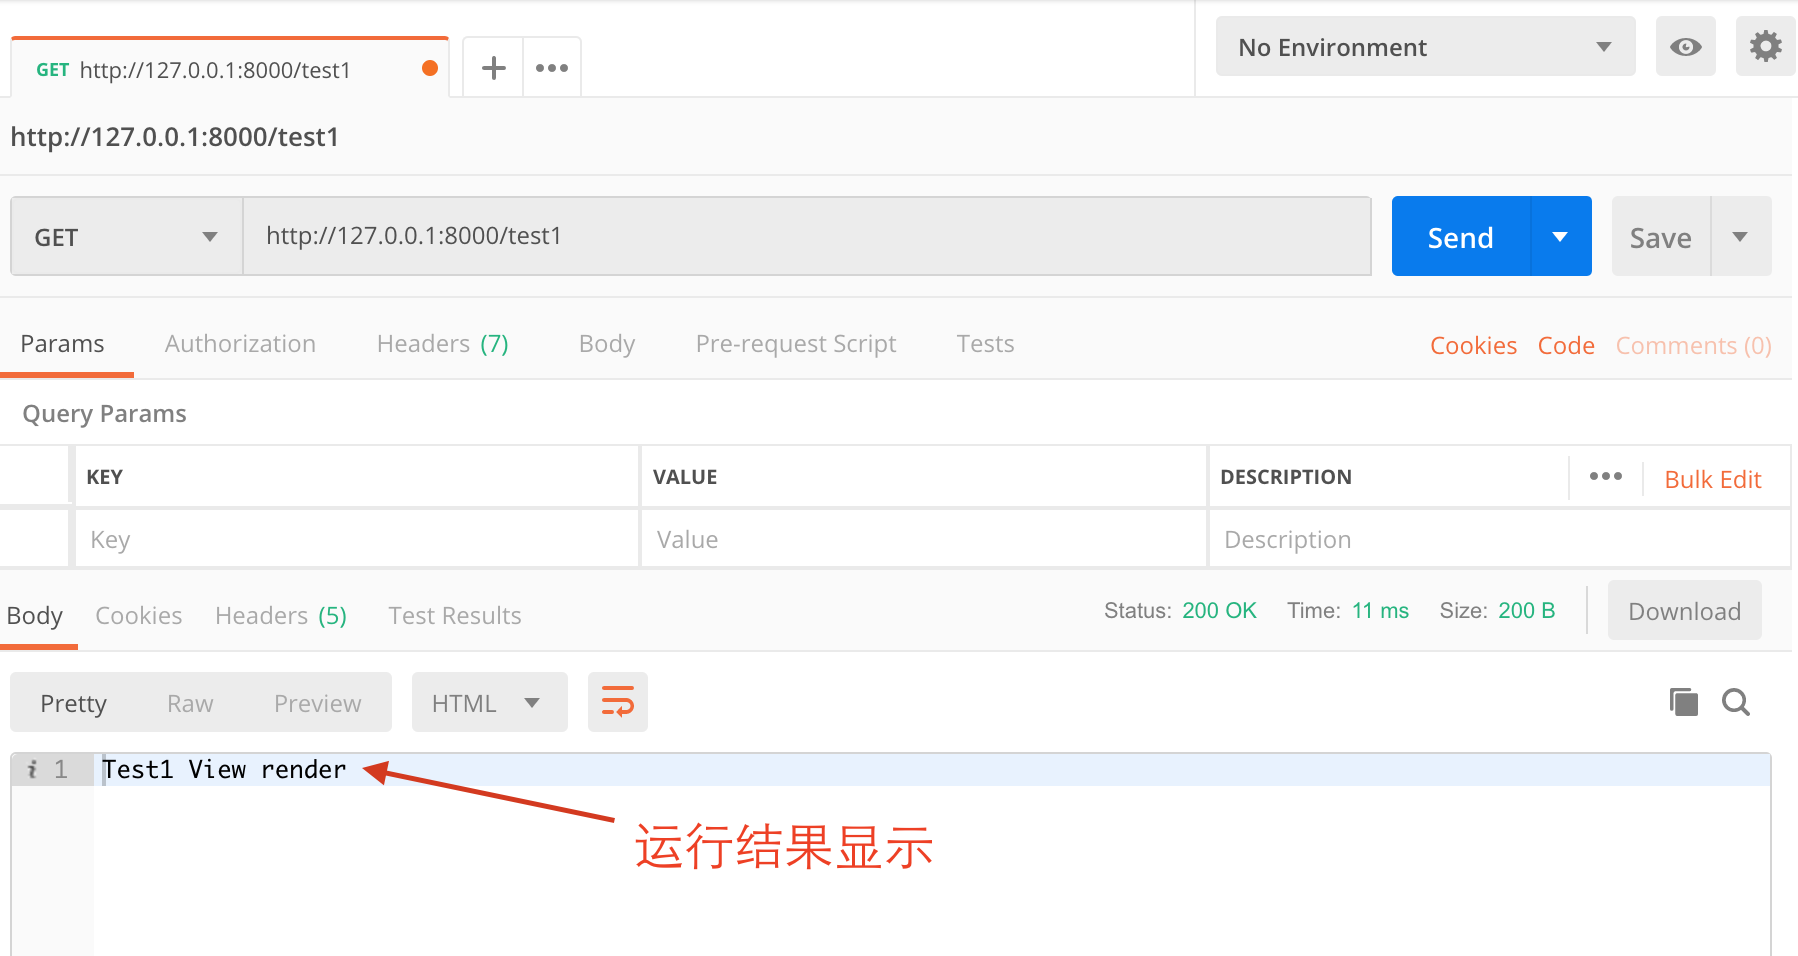 GET http://127.0.0.1:8000/test1
No Environment
http://127.0.0.1:8000/test1
GET http://127.0.0.1:8000/test1 Send Save
Params Authorization Headers (7) Body Pre-request Script Tests Cookies Code Comments (0)
Query Params
KEY VALUE DESCRIPTION Bulk Edit
Key Value Description
Body Cookies Headers (5) Test Results Status: 200 OK Time: 11 ms Size: 200 B Download
Pretty Raw Preview HTML
i 1 Test1 View render
运行结果显示